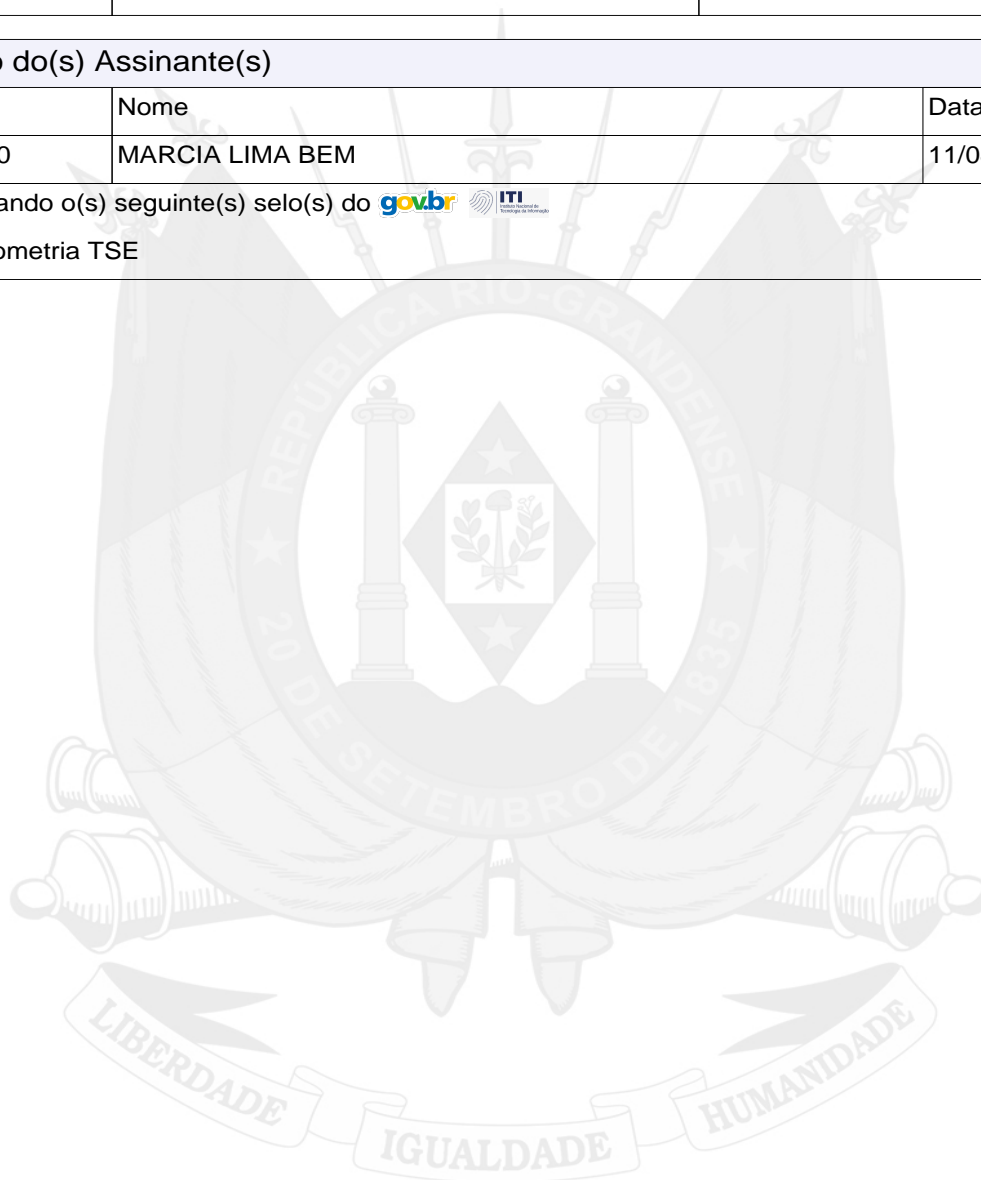 o do(s) Assinante(s)
Nome
Data
0
MARCIA LIMA BEM
11/0
ando o(s) seguinte(s) selo(s) do gov.br ITI
ometria TSE
REPÚBLICA RIO-GRANDENSE
20 DE SETEMBRO DE 1835
LIBERDADE IGUALDADE HUMANIDADE